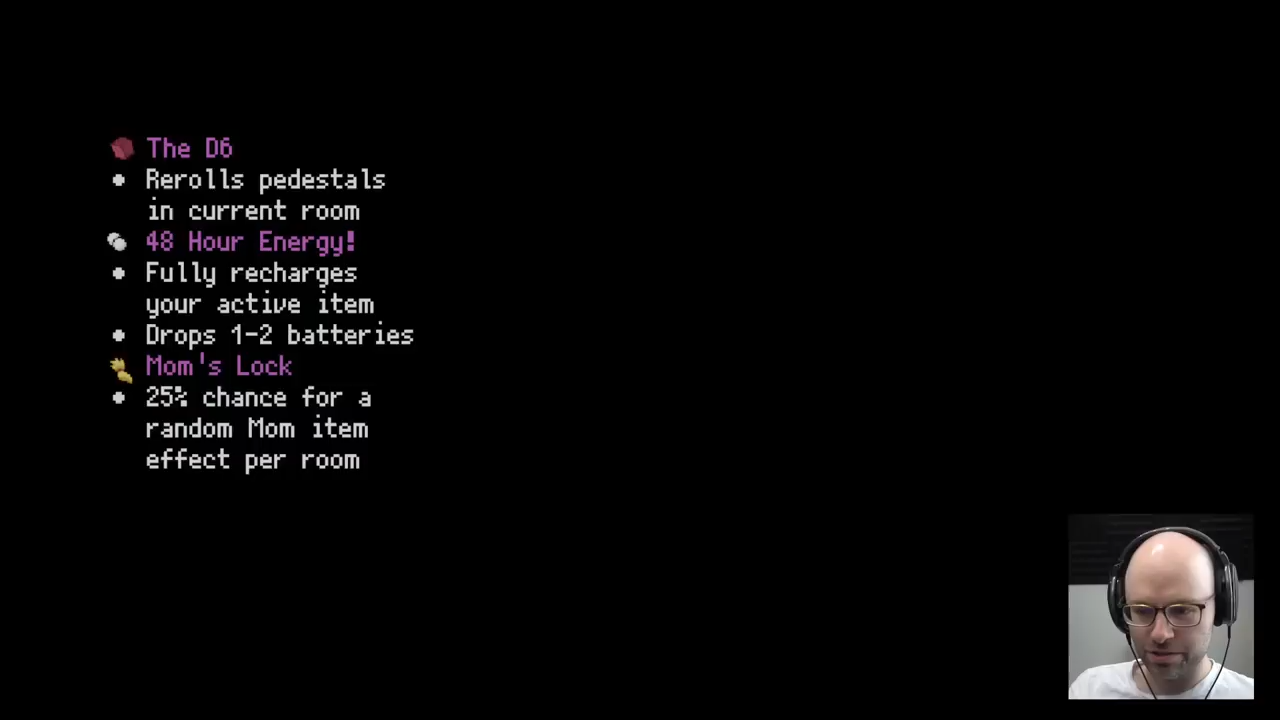 The D6
• Rerolls pedestals
in current room
48 Hour Energy!
• Fully recharges
your active item
• Drops 1-2 batteries
Mom's Lock
• 25% chance for a
random Mom item
effect per room